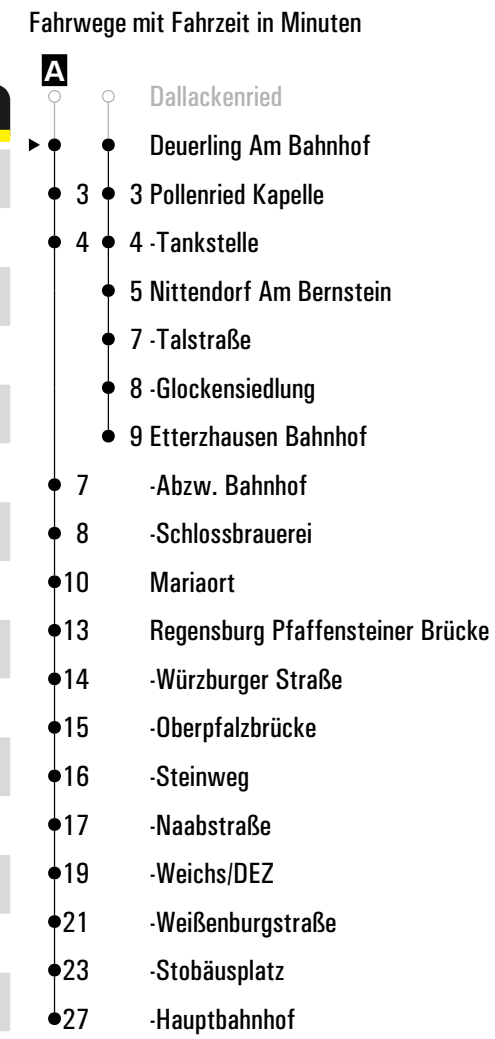 Fahrwege mit Fahrzeit in Minuten
A
Dallackenried
Deuerling Am Bahnhof
3 3 Pollenried Kapelle
4 4 -Tankstelle
5 Nittendorf Am Bernstein
7 -Talstraße
8 -Glockensiedlung
9 Etterzhausen Bahnhof
7 -Abzw. Bahnhof
8 -Schlossbrauerei
10 Mariaort
13 Regensburg Pfaffensteiner Brücke
14 -Würzburger Straße
15 -Oberpfalzbrücke
16 -Steinweg
17 -Naabstraße
19 -Weichs/DEZ
21 -Weißenburgstraße
23 -Stobäusplatz
27 -Hauptbahnhof